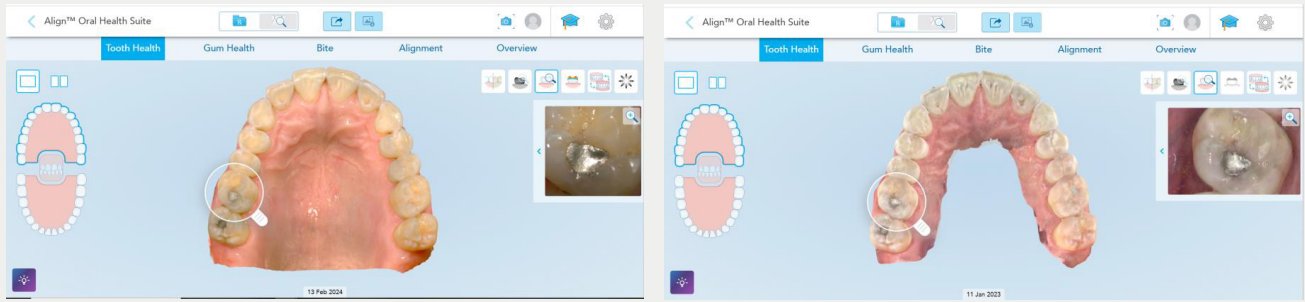 Align™ Oral Health Suite
Tooth Health Gum Health Bite Alignment Overview
13 Feb 2024
Align™ Oral Health Suite
Tooth Health Gum Health Bite Alignment Overview
11 Jan 2023